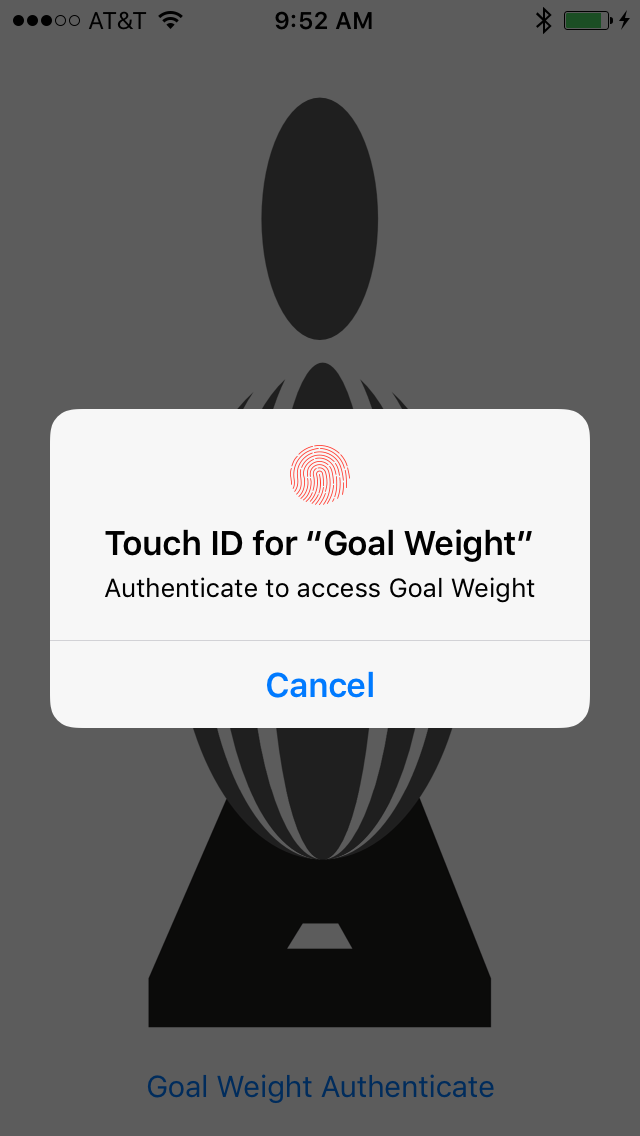 AT&T 9:52 AM
Touch ID for “Goal Weight”
Authenticate to access Goal Weight
Cancel
Goal Weight Authenticate